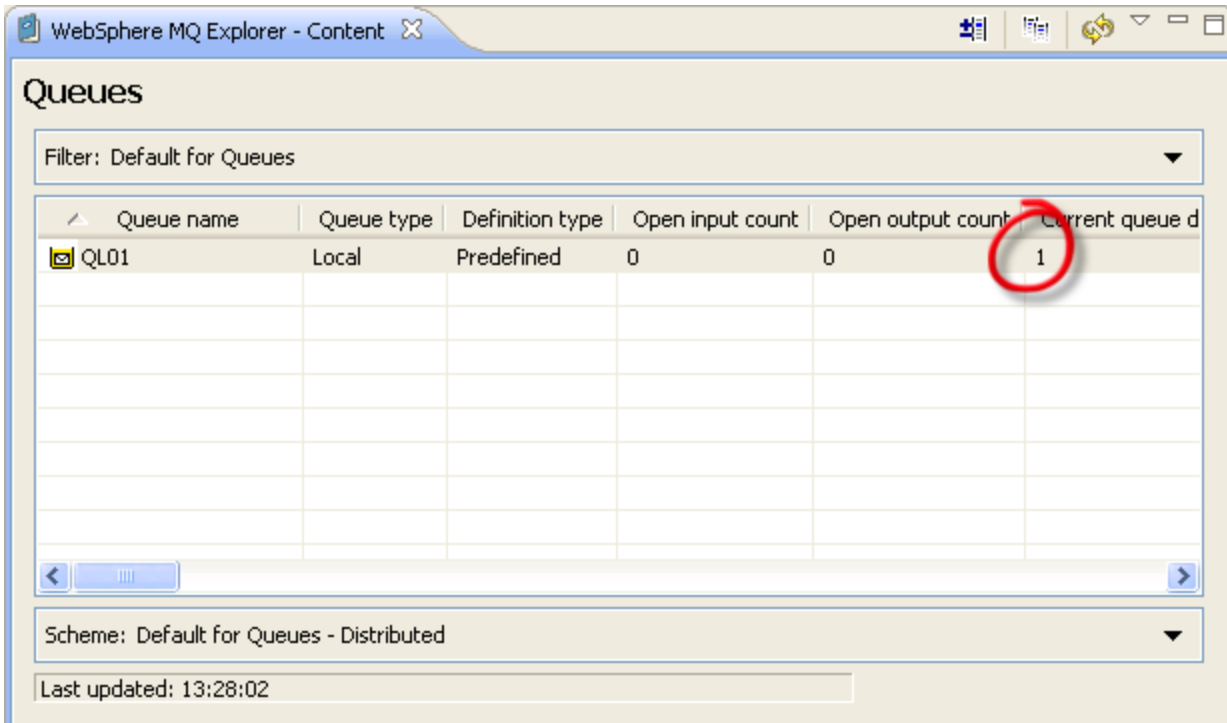 WebSphere MQ Explorer - Content
Queues
Filter: Default for Queues
Queue name Queue type Definition type Open input count Open output count Current queue d
QL01 Local Predefined 0 0 1
Scheme: Default for Queues - Distributed
Last updated: 13:28:02